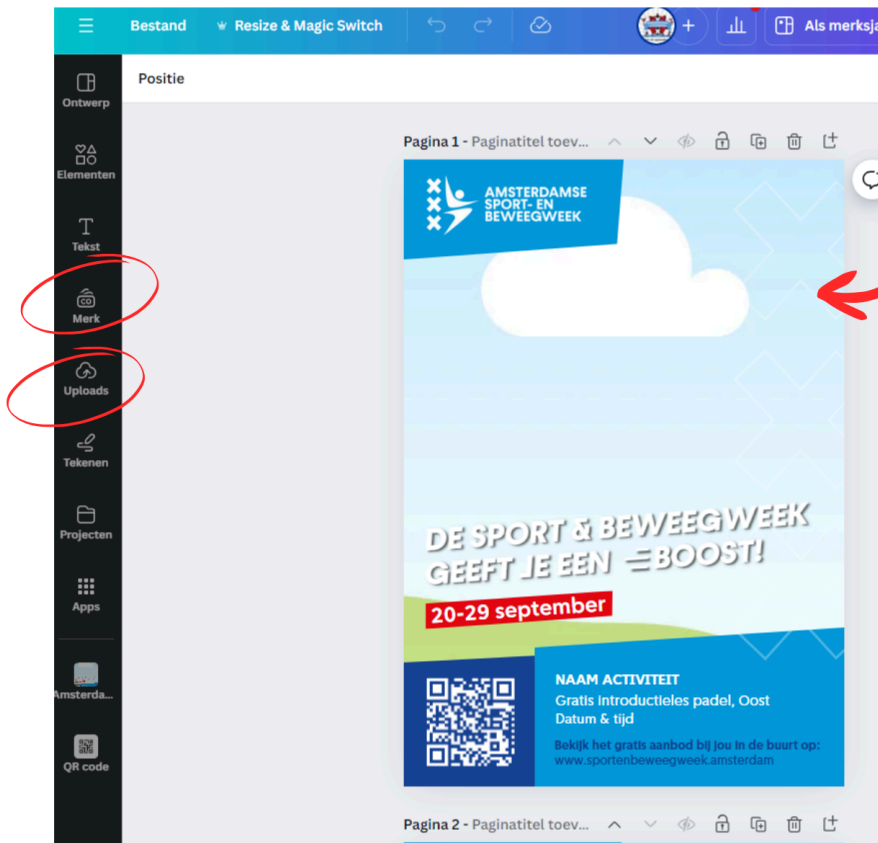 Bestand
Resize & Magic Switch
Als merksja
Positie
Ontwerp
Elementen
Tekst
CO
Merk
Uploads
Tekenen
Projecten
Apps
Amsterda...
QR code
Pagina 1 - Paginatitel toev...
AMSTERDAMSE
SPORT- EN
BEWEEGWEEK
DE SPORT & BEWEEGWEEK
GEEFT JE EEN BOOST!
20-29 september
NAAM ACTIVITEIT
Gratis introductieles padel, Oost
Datum & tijd
Bekijk het gratis aanbod bij jou in de buurt op:
www.sportenbeweegweek.amsterdam
Pagina 2 - Paginatitel toev...